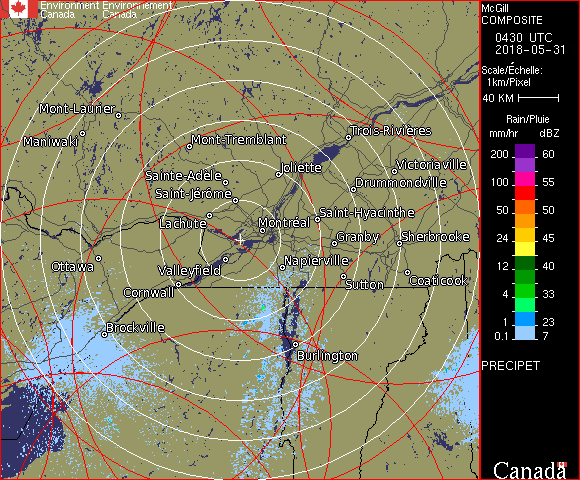 Environment Environnement
Canada Canada
McGill
COMPOSITE
0430 UTC
2018-05-31
Scale/Échelle:
1km/Pixel
40 KM
Rain/Pluie
mm/hr dBZ
200 60
150 57
100 55
50 50
24 45
12 40
4 33
1 23
0.1 7
PRECIPET
Mont-Laurier
Maniwaki
Mont-Tremblant
Trois-Rivières
Joliette
Victoriaville
Sainte-Adèle
Drummondville
Saint-Jérôme
Lachute
Montréal
Saint-Hyacinthe
Granby
Sherbrooke
Ottawa
Valleyfield
Napierville
Cornwall
Sutton
Coaticook
Brockville
Burlington
Canada